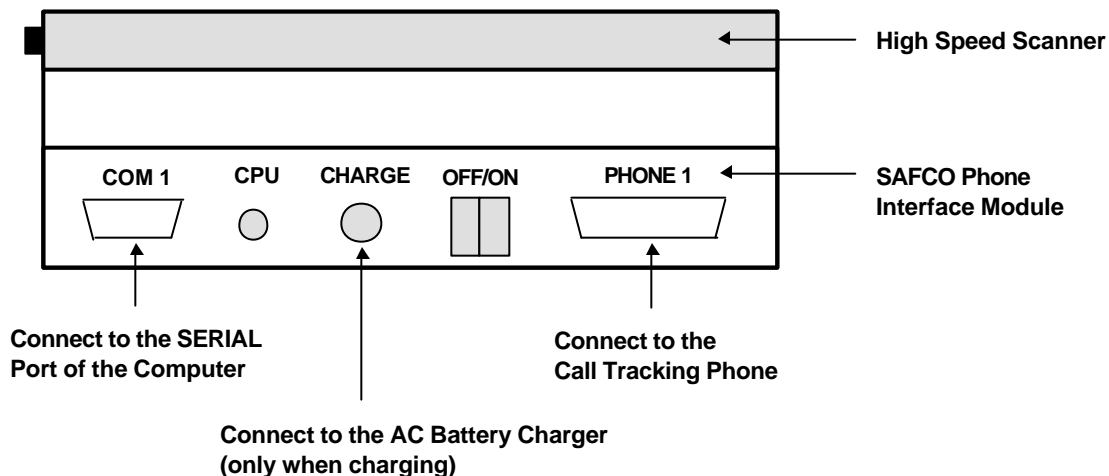 High Speed Scanner
COM 1 CPU CHARGE OFF/ON PHONE 1
SAFCO Phone
Interface Module
Connect to the SERIAL
Port of the Computer
Connect to the
Call Tracking Phone
Connect to the AC Battery Charger
(only when charging)